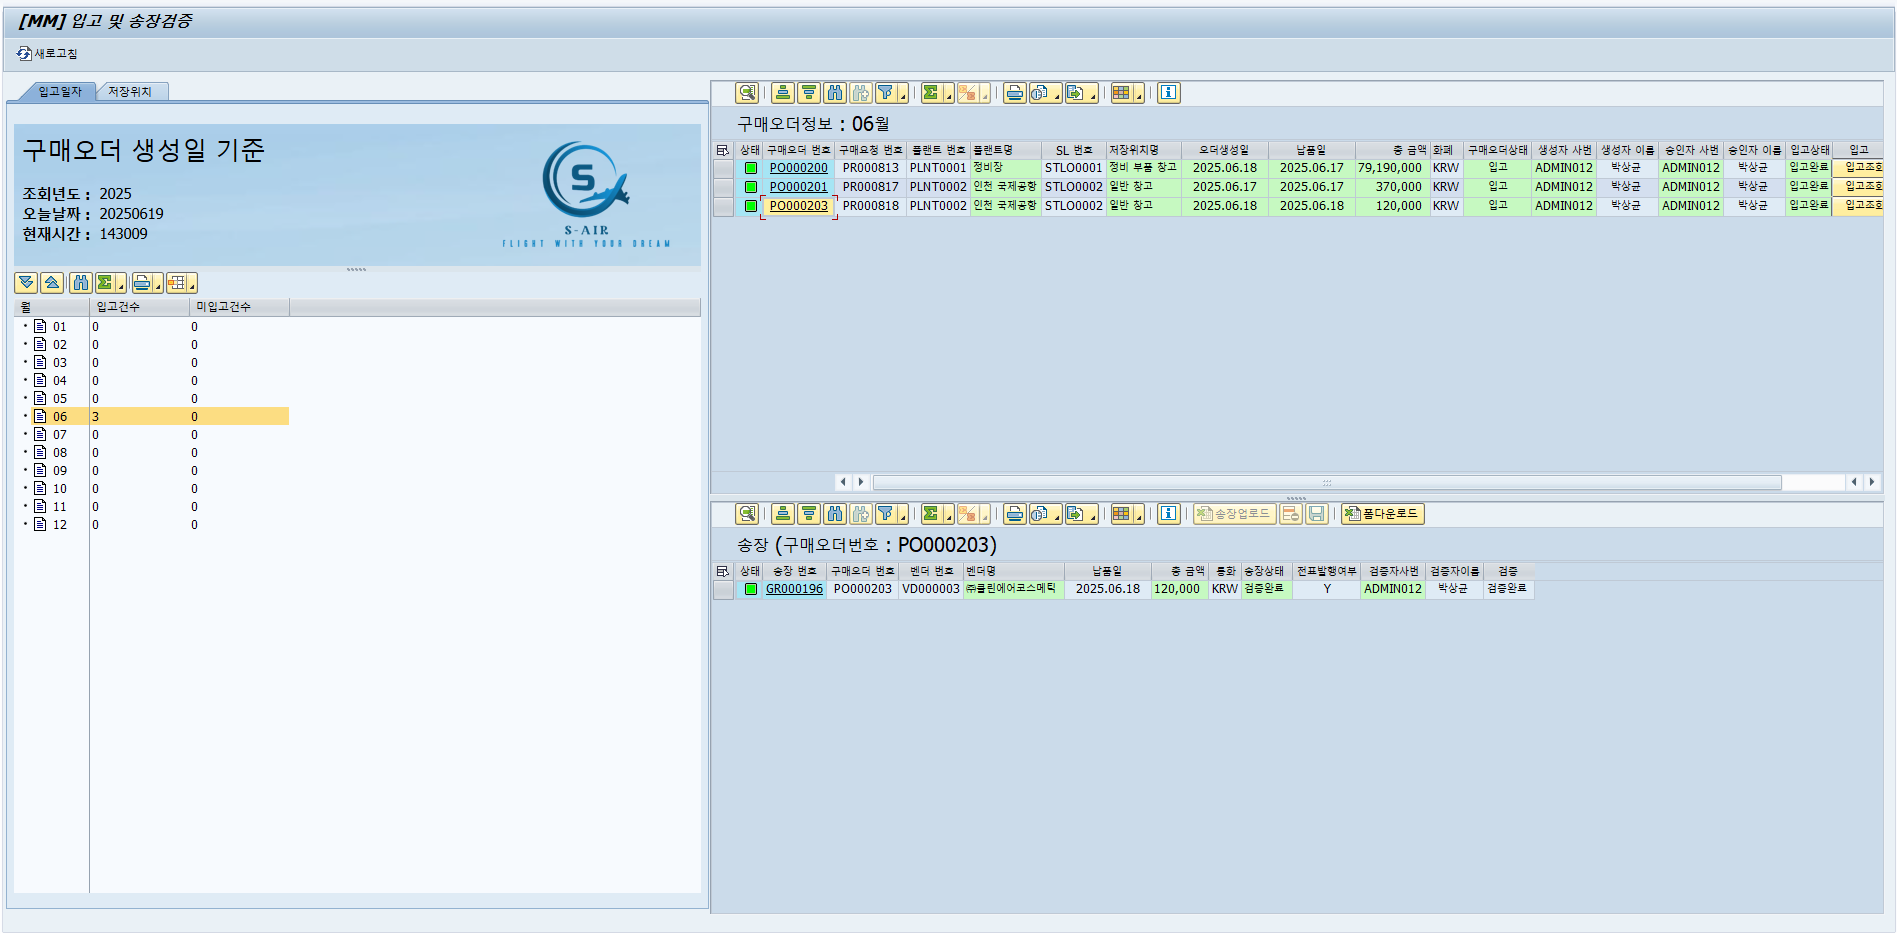 [MM] 입고 및 송장검증
새로고침
입고일자 저장위치
구매오더 생성일 기준
조회년도 : 2025
오늘날짜 : 20250619
현재시간 : 143009
S
S-AIR
FLIGHT WITH YOUR DREAM
월 입고건수 미입고건수
01 0 0
02 0 0
03 0 0
04 0 0
05 0 0
06 3 0
07 0 0
08 0 0
09 0 0
10 0 0
11 0 0
12 0 0
구매오더정보 : 06월
상태 구매오더 번호 구매요청 번호 플랜트 번호 플랜트명 SL 번호 저장위치명 오더생성일 납품일 총 금액 화폐 구매오더상태 생성자 사번 생성자 이름 승인자 사번 승인자 이름 입고상태 입고
PO000200 PR000813 PLNT0001 정비장 STLO0001 정비 부품 창고 2025.06.18 2025.06.17 79,190,000 KRW 입고 ADMIN012 박상균 ADMIN012 박상균 입고완료 입고조회
PO000201 PR000817 PLNT0002 인천 국제공항 STLO0002 일반 창고 2025.06.17 2025.06.17 370,000 KRW 입고 ADMIN012 박상균 ADMIN012 박상균 입고완료 입고조회
PO000203 PR000818 PLNT0002 인천 국제공항 STLO0002 일반 창고 2025.06.18 2025.06.18 120,000 KRW 입고 ADMIN012 박상균 ADMIN012 박상균 입고완료 입고조회
송장업로드 폼다운로드
송장 (구매오더번호 : PO000203)
상태 송장 번호 구매오더 번호 벤더 번호 벤더명 납품일 총 금액 통화 송장상태 전표발행여부 검증자사번 검증자이름 검증
GR000196 PO000203 VD000003 ㈜클린에어코스메틱 2025.06.18 120,000 KRW 검증완료 Y ADMIN012 박상균 검증완료